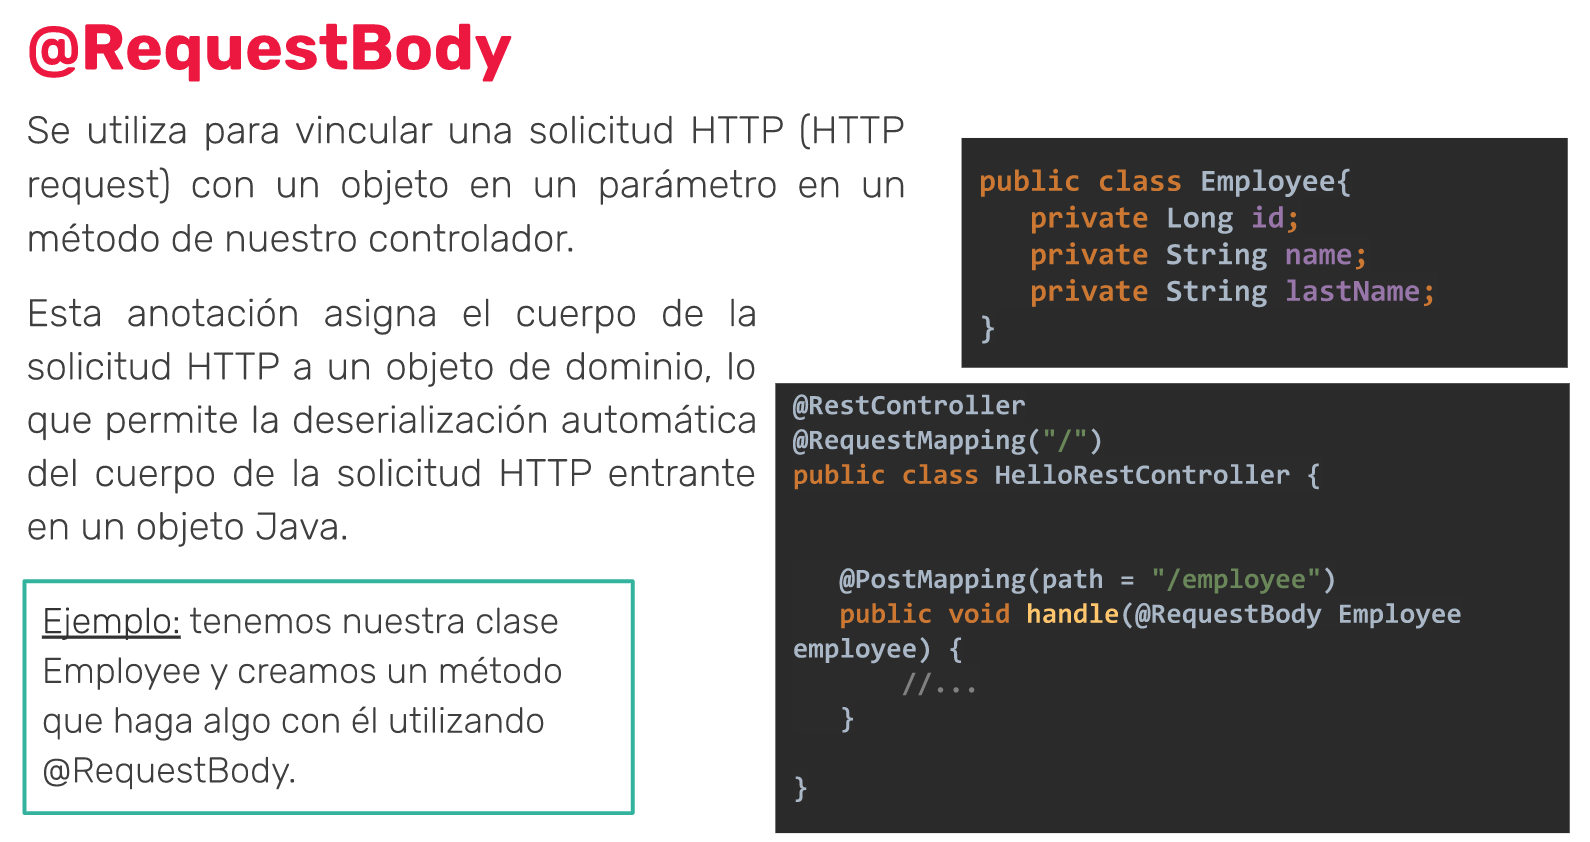 @RequestBody
Se utiliza para vincular una solicitud HTTP (HTTP
request) con un objeto en un parámetro en un
método de nuestro controlador.
Esta anotación asigna el cuerpo de la
solicitud HTTP a un objeto de dominio, lo
que permite la deserialización automática
del cuerpo de la solicitud HTTP entrante
en un objeto Java.
Ejemplo: tenemos nuestra clase
Employee y creamos un método
que haga algo con él utilizando
@RequestBody.
public class Employee{
private Long id;
private String name;
private String lastName;
}
@RestController
@RequestMapping("/")
public class HelloRestController {
@PostMapping(path = "/employee")
public void handle(@RequestBody Employee
employee) {
//...
}
}